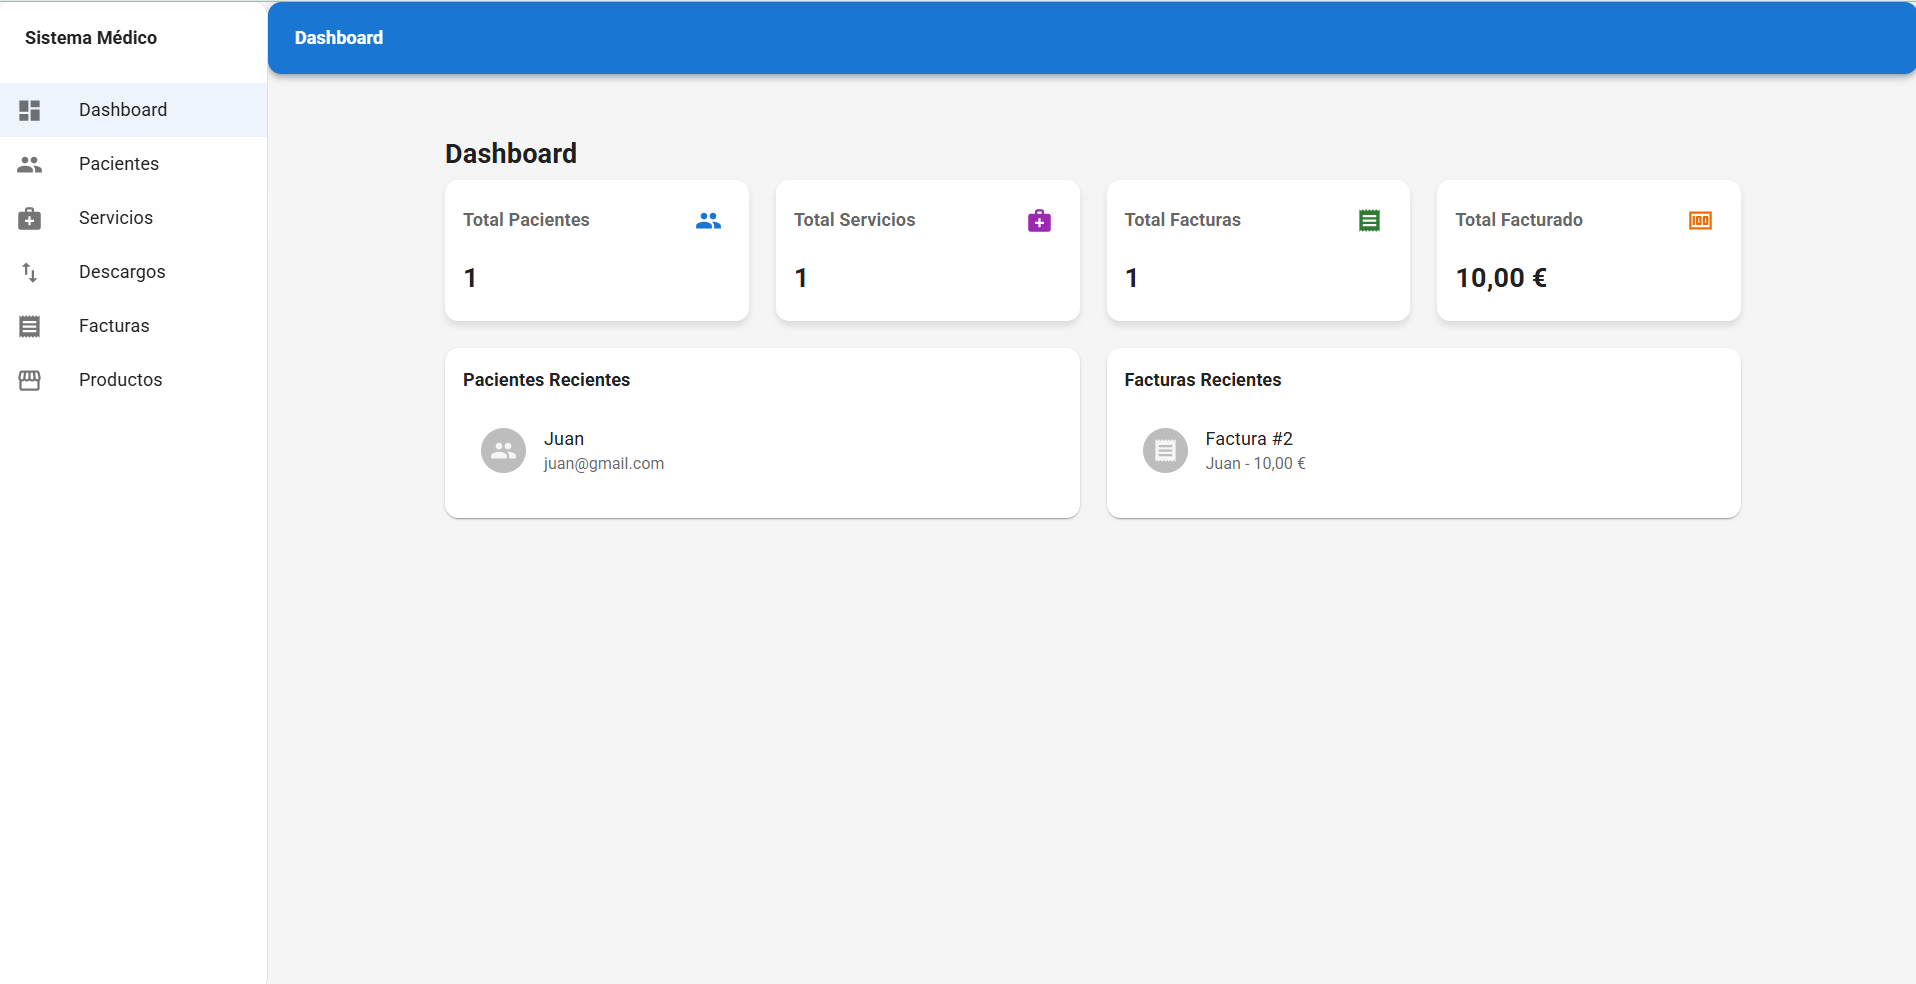 Sistema Médico
Dashboard
Pacientes
Servicios
Descargos
Facturas
Productos
Dashboard
Dashboard
Total Pacientes
1
Total Servicios
1
Total Facturas
1
Total Facturado
100
10,00 €
Pacientes Recientes
Juan
juan@gmail.com
Facturas Recientes
Factura #2
Juan - 10,00 €